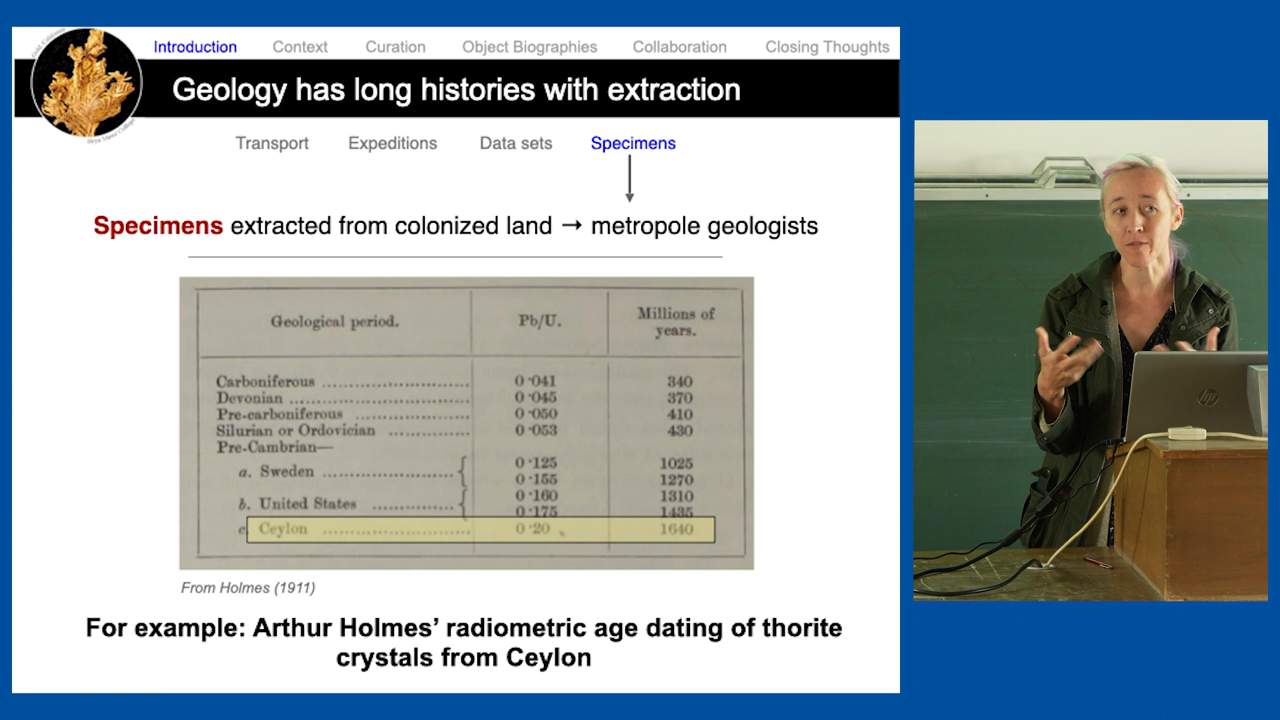 Introduction Context Curation Object Biographies Collaboration Closing Thoughts
Geology has long histories with extraction
Transport Expeditions Data sets Specimens
Specimens extracted from colonized land → metropole geologists
Geological period. Pb/U. Millions of
years.
Carboniferous ........................... 0·041 340
Devonian ................................. 0·045 370
Pre-carboniferous .................... 0·050 410
Silurian or Ordovician .............. 0·053 430
Pre-Cambrian—
a. Sweden ........................... { 0·125 1025
0·155 1270
b. United States .................. { 0·160 1310
0·175 1435
c. Ceylon ........................... 0·20 1640
From Holmes (1911)
For example: Arthur Holmes’ radiometric age dating of thorite
crystals from Ceylon
hp